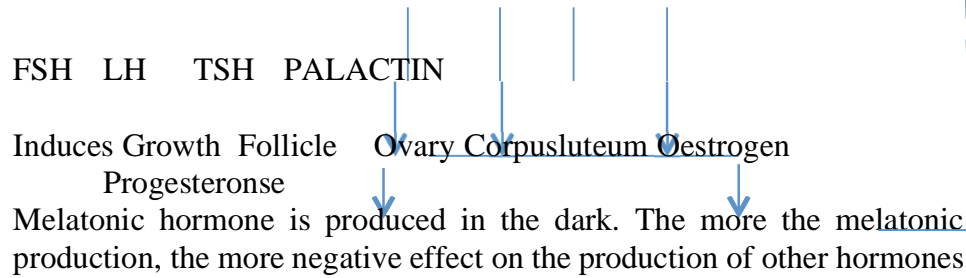 FSH LH TSH PALACTIN
Induces Growth Follicle Ovary Corpusluteum Oestrogen
Progesteronse
Melatonic hormone is produced in the dark. The more the melatonic
production, the more negative effect on the production of other hormones